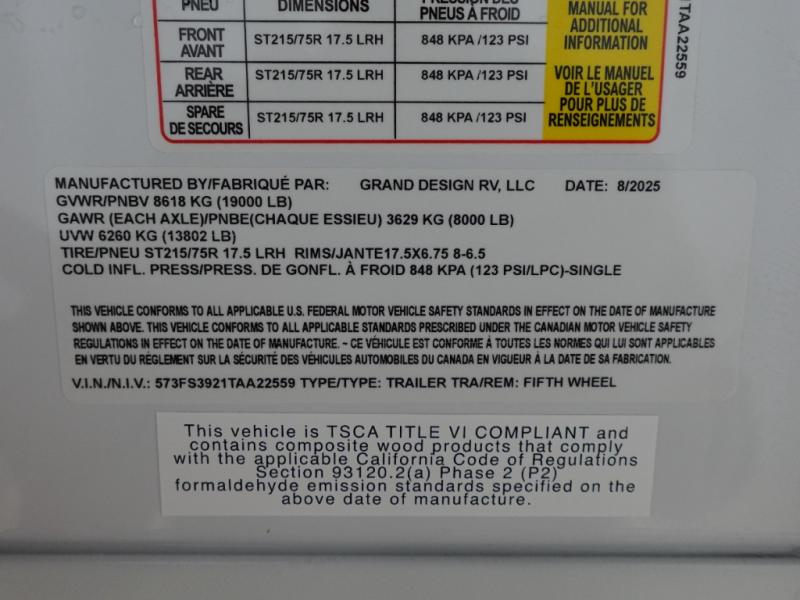 PNEU DIMENSIONS PRESSION DES PNEUS À FROID
MANUAL FOR
ADDITIONAL
INFORMATION
FRONT
AVANT ST215/75R 17.5 LRH 848 KPA /123 PSI
REAR
ARRIÈRE ST215/75R 17.5 LRH 848 KPA /123 PSI
SPARE
DE SECOURS ST215/75R 17.5 LRH 848 KPA /123 PSI
VOIR LE MANUEL
DE L'USAGER
POUR PLUS DE
RENSEIGNEMENTS
1TAA22559
MANUFACTURED BY/FABRIQUÉ PAR: GRAND DESIGN RV, LLC DATE: 8/2025
GVWR/PNBV 8618 KG (19000 LB)
GAWR (EACH AXLE)/PNBE(CHAQUE ESSIEU) 3629 KG (8000 LB)
UVW 6260 KG (13802 LB)
TIRE/PNEU ST215/75R 17.5 LRH RIMS/JANTE17.5X6.75 8-6.5
COLD INFL. PRESS/PRESS. DE GONFL. À FROID 848 KPA (123 PSI/LPC)-SINGLE
THIS VEHICLE CONFORMS TO ALL APPLICABLE U.S. FEDERAL MOTOR VEHICLE SAFETY STANDARDS IN EFFECT ON THE DATE OF MANUFACTURE
SHOWN ABOVE. THIS VEHICLE CONFORMS TO ALL APPLICABLE STANDARDS PRESCRIBED UNDER THE CANADIAN MOTOR VEHICLE SAFETY
REGULATIONS IN EFFECT ON THE DATE OF MANUFACTURE. ~ CE VÉHICULE EST CONFORME À TOUTES LES NORMES QUI LUI SONT APPLICABLES
EN VERTU DU RÉGLEMENT SUR LA SÉCURITÉ DES VÉHICULES AUTOMOBILES DU CANADA EN VIGUEUR À LA DATE DE SA FABRICATION.
V.I.N./N.I.V.: 573FS3921TAA22559 TYPE/TYPE: TRAILER TRA/REM: FIFTH WHEEL
This vehicle is TSCA TITLE VI COMPLIANT and
contains composite wood products that comply
with the applicable California Code of Regulations
Section 93120.2(a) Phase 2 (P2)
formaldehyde emission standards specified on the
above date of manufacture.